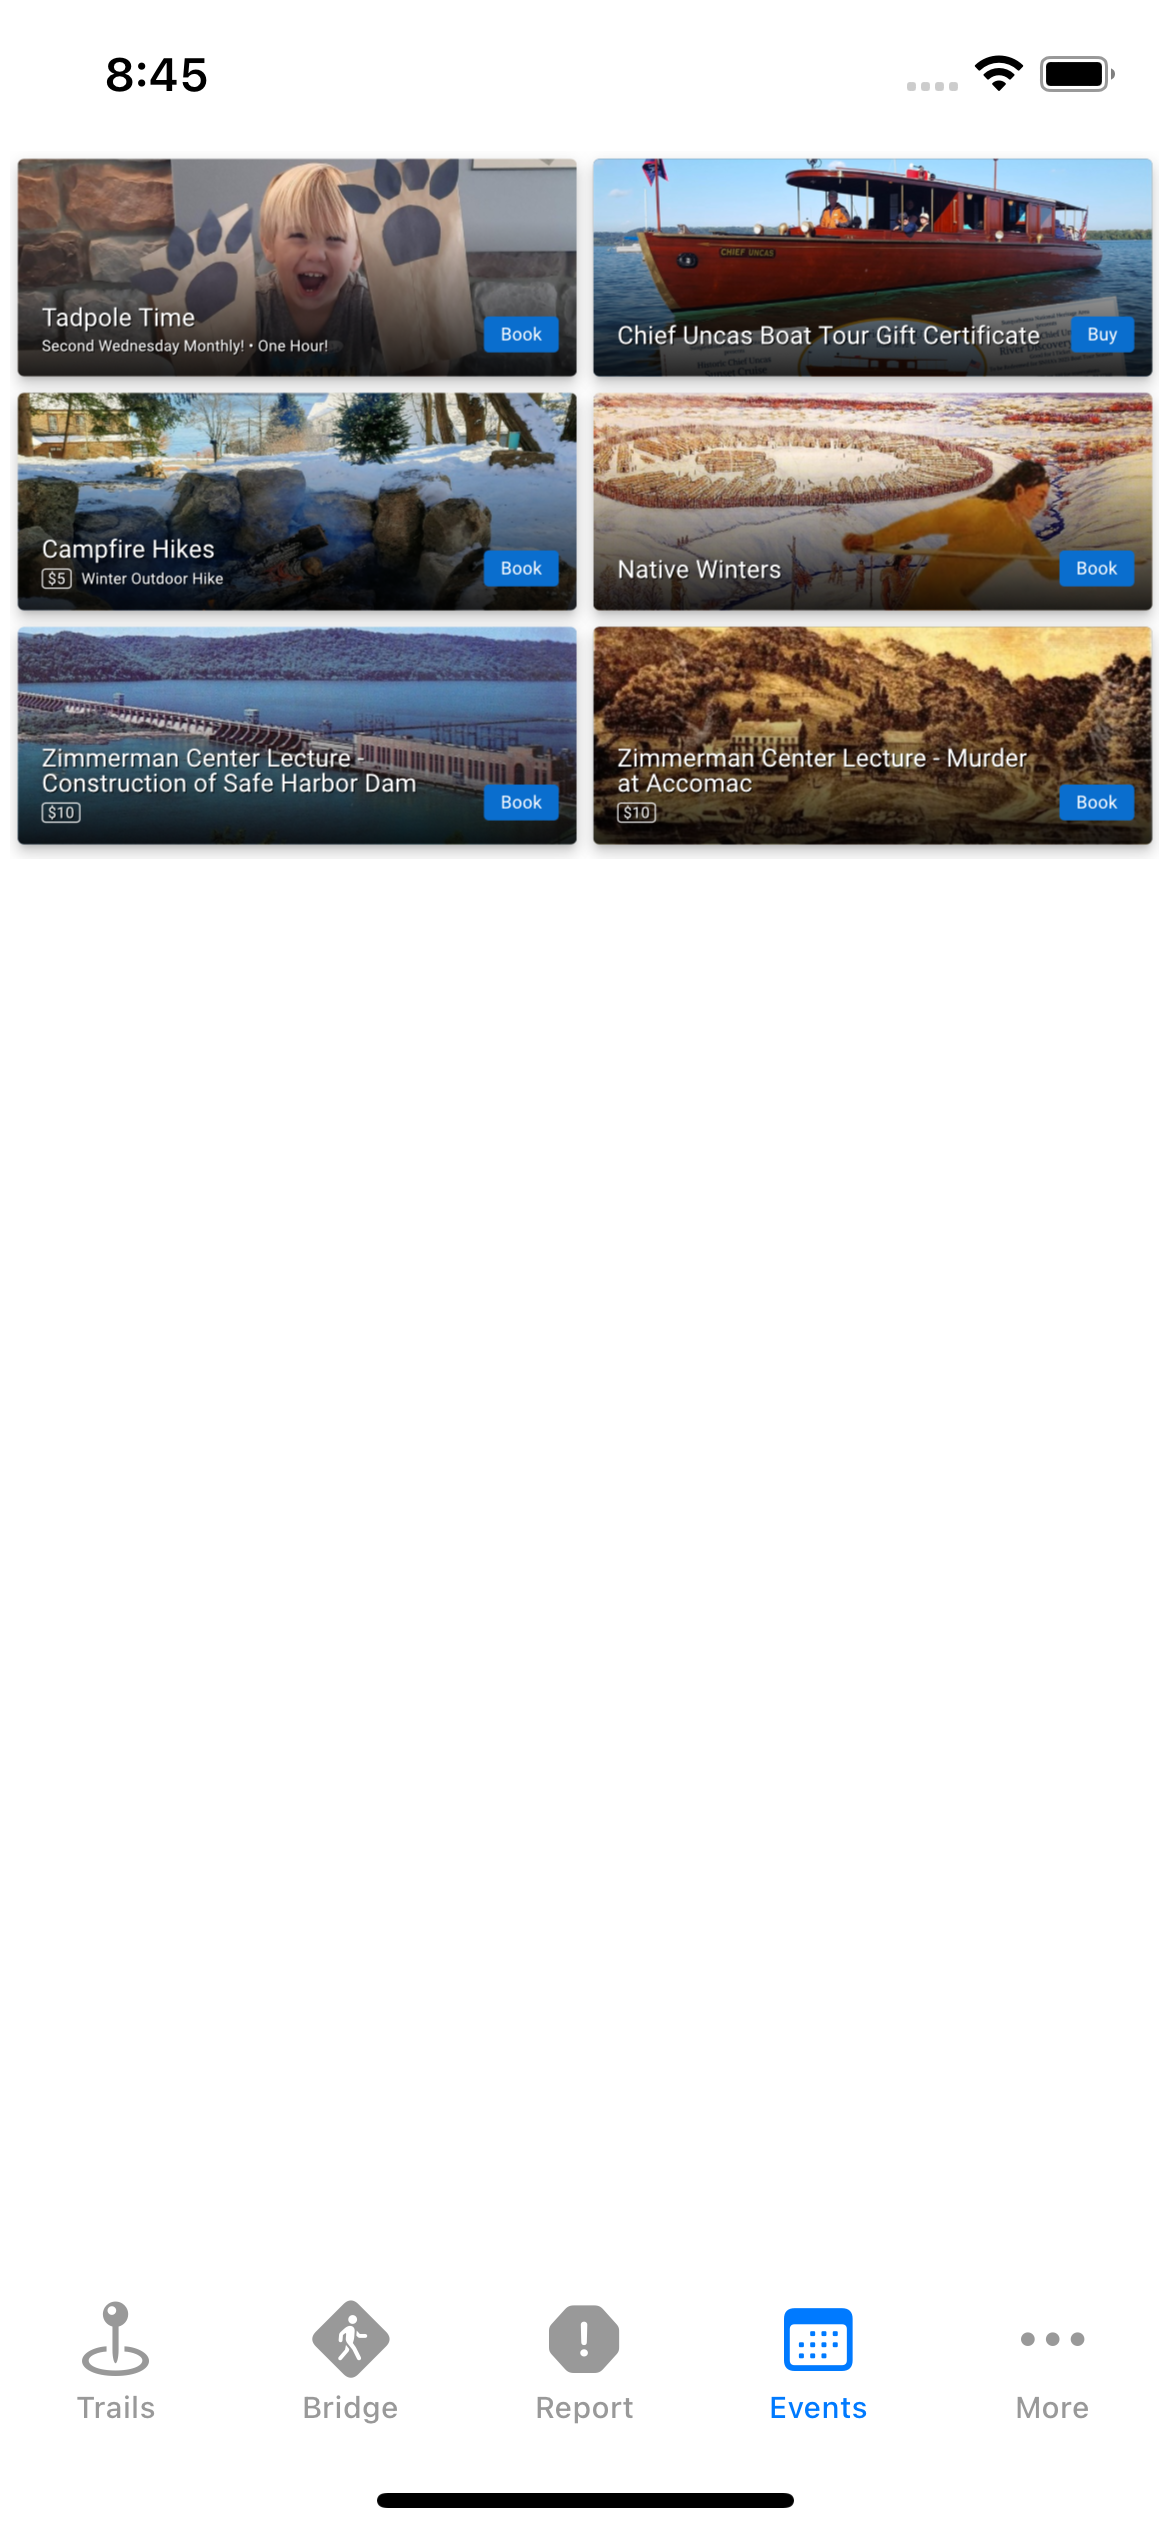 8:45
Tadpole Time
Second Wednesday Monthly! • One Hour!
Book
CHIEF UNCAS
Chief Uncas Boat Tour Gift Certificate
Buy
Campfire Hikes
$5 Winter Outdoor Hike
Book
Native Winters
Book
Zimmerman Center Lecture -
Construction of Safe Harbor Dam
$10
Book
Zimmerman Center Lecture - Murder
at Accomac
$10
Book
Trails
Bridge
Report
Events
More